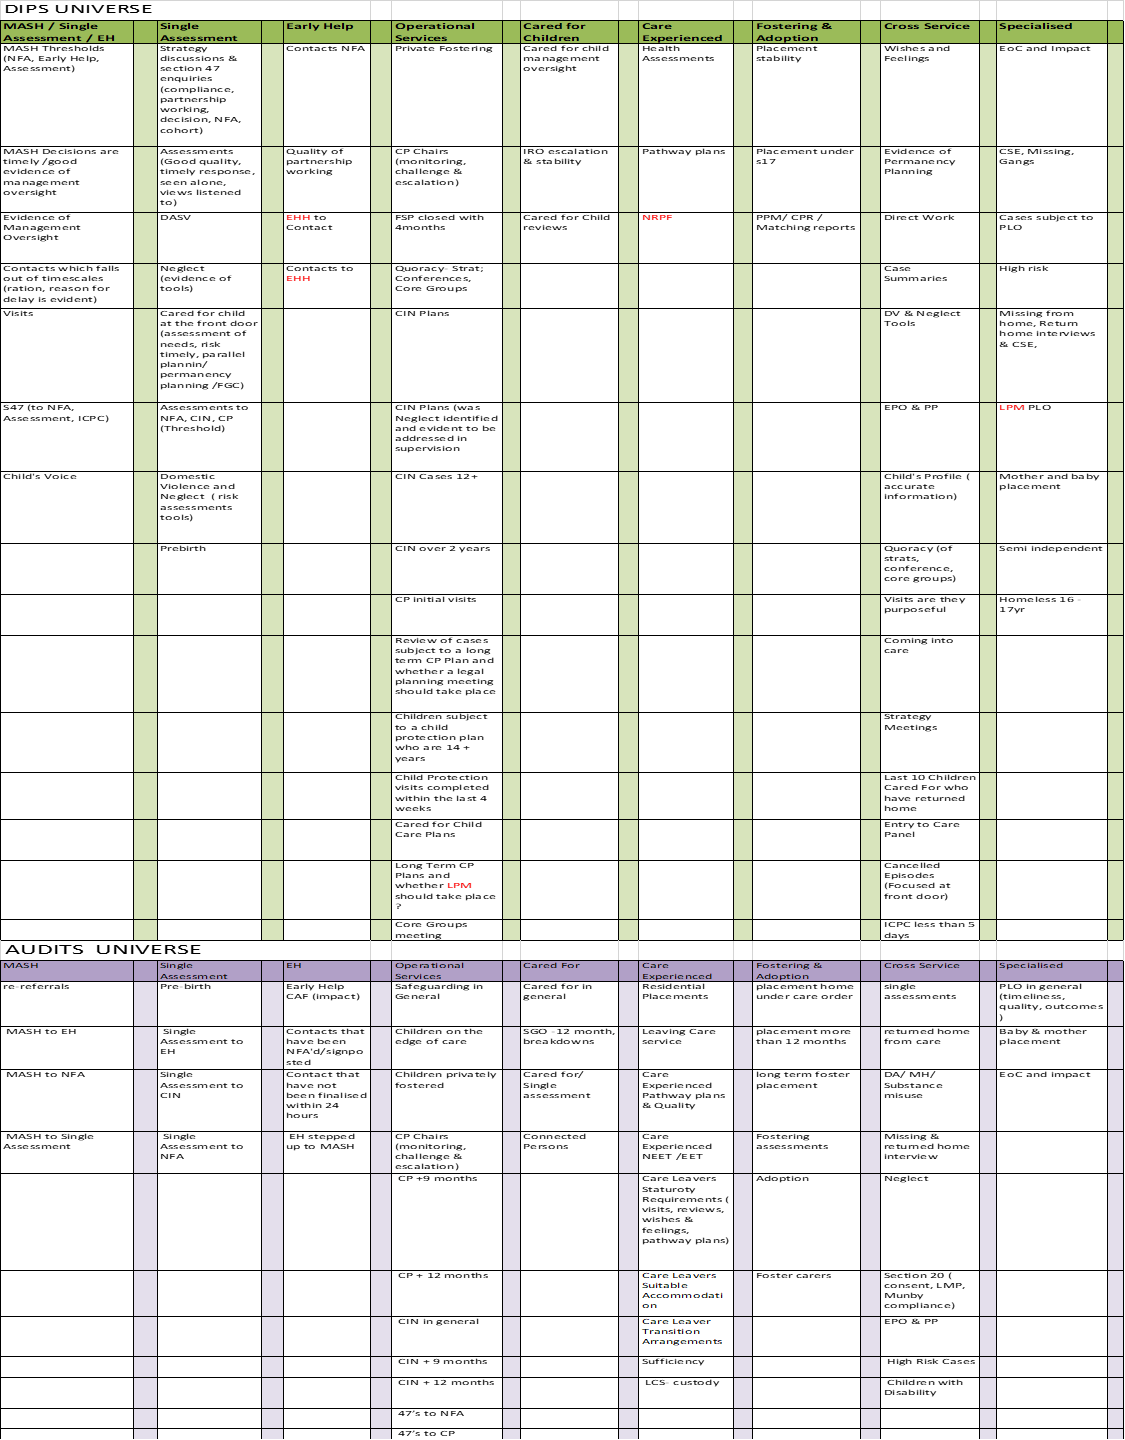 DIPS UNIVERSE
MASH / Single
Assessment / EH
Single
Assessment
Early Help
Operational
Services
Cared for
Children
Care
Experienced
Fostering &
Adoption
Cross Service
Specialised
MASH Thresholds
(NFA, Early Help,
Assessment)
Strategy
discussions &
section 47
enquiries
(compliance,
partnership
working,
decision, NFA,
cohort)
Contacts NFA
Private Fostering
Cared for child
management
oversight
Health
Assessments
Placement
stability
Wishes and
Feelings
EoC and Impact
MASH Decisions are
timely /good
evidence of
management
oversight
Assessments
(Good quality,
timely response,
seen alone,
views listened
to)
Quality of
partnership
working
CP Chairs
(monitoring,
challenge &
escalation)
IRO escalation
& stability
Pathway plans
Placement under
s17
Evidence of
Permanency
Planning
CSE, Missing,
Gangs
Evidence of
Management
Oversight
DASV
EHH to
Contact
FSP closed with
4months
Cared for Child
reviews
NRPF
PPM/ CPR /
Matching reports
Direct Work
Cases subject to
PLO
Contacts which falls
out of timescales
(ration, reason for
delay is evident)
Neglect
(evidence of
tools)
Contacts to
EHH
Quoracy- Strat;
Conferences,
Core Groups
Case
Summaries
High risk
Visits
Cared for child
at the front door
(assessment of
needs, risk
timely, parallel
plannin/
permanency
planning /FGC)
CIN Plans
DV & Neglect
Tools
Missing from
home, Return
home interviews
& CSE,
S47 (to NFA,
Assessment, ICPC)
Assessments to
NFA, CIN, CP
(Threshold)
CIN Plans (was
Neglect identified
and evident to be
addressed in
supervision
EPO & PP
LPM PLO
Child's Voice
Domestic
Violence and
Neglect ( risk
assessments
tools)
CIN Cases 12+
Child's Profile (
accurate
information)
Mother and baby
placement
Prebirth
CIN over 2 years
Quoracy (of
strats,
conference,
core groups)
Semi independent
CP initial visits
Visits are they
purposeful
Homeless 16 -
17yr
Review of cases
subject to a long
term CP Plan and
whether a legal
planning meeting
should take place
Coming into
care
Children subject
to a child
protection plan
who are 14 +
years
Strategy
Meetings
Child Protection
visits completed
within the last 4
weeks
Last 10 Children
Cared For who
have returned
home
Cared for Child
Care Plans
Entry to Care
Panel
Long Term CP
Plans and
whether LPM
should take place
?
Cancelled
Episodes
(Focused at
front door)
Core Groups
meeting
ICPC less than 5
days
AUDITS UNIVERSE
MASH
Single
Assessment
EH
Operational
Services
Cared For
Care
Experienced
Fostering &
Adoption
Cross Service
Specialised
re-referrals
Pre-birth
Early Help
CAF (impact)
Safeguarding in
General
Cared for in
general
Residential
Placements
placement home
under care order
single
assessments
PLO in general
(timeliness,
quality, outcomes
)
MASH to EH
Single
Assessment to
EH
Contacts that
have been
NFA'd/signpo
sted
Children on the
edge of care
SGO -12 month,
breakdowns
Leaving Care
service
placement more
than 12 months
returned home
from care
Baby & mother
placement
MASH to NFA
Single
Assessment to
CIN
Contact that
have not
been finalised
within 24
hours
Children privately
fostered
Cared for/
Single
assessment
Care
Experienced
Pathway plans
& Quality
long term foster
placement
DA/ MH/
Substance
misuse
EoC and impact
MASH to Single
Assessment
Single
Assessment to
NFA
EH stepped
up to MASH
CP Chairs
(monitoring,
challenge &
escalation)
Connected
Persons
Care
Experienced
NEET /EET
Fostering
assessments
Missing &
returned home
interview
CP +9 months
Care Leavers
Staturoty
Requirements (
visits, reviews,
wishes &
feelings,
pathway plans)
Adoption
Neglect
CP + 12 months
Care Leavers
Suitable
Accommodati
on
Foster carers
Section 20 (
consent, LMP,
Munby
compliance)
CIN in general
Care Leaver
Transition
Arrangements
EPO & PP
CIN + 9 months
Sufficiency
High Risk Cases
CIN + 12 months
LCS- custody
Children with
Disability
47's to NFA
47's to CP